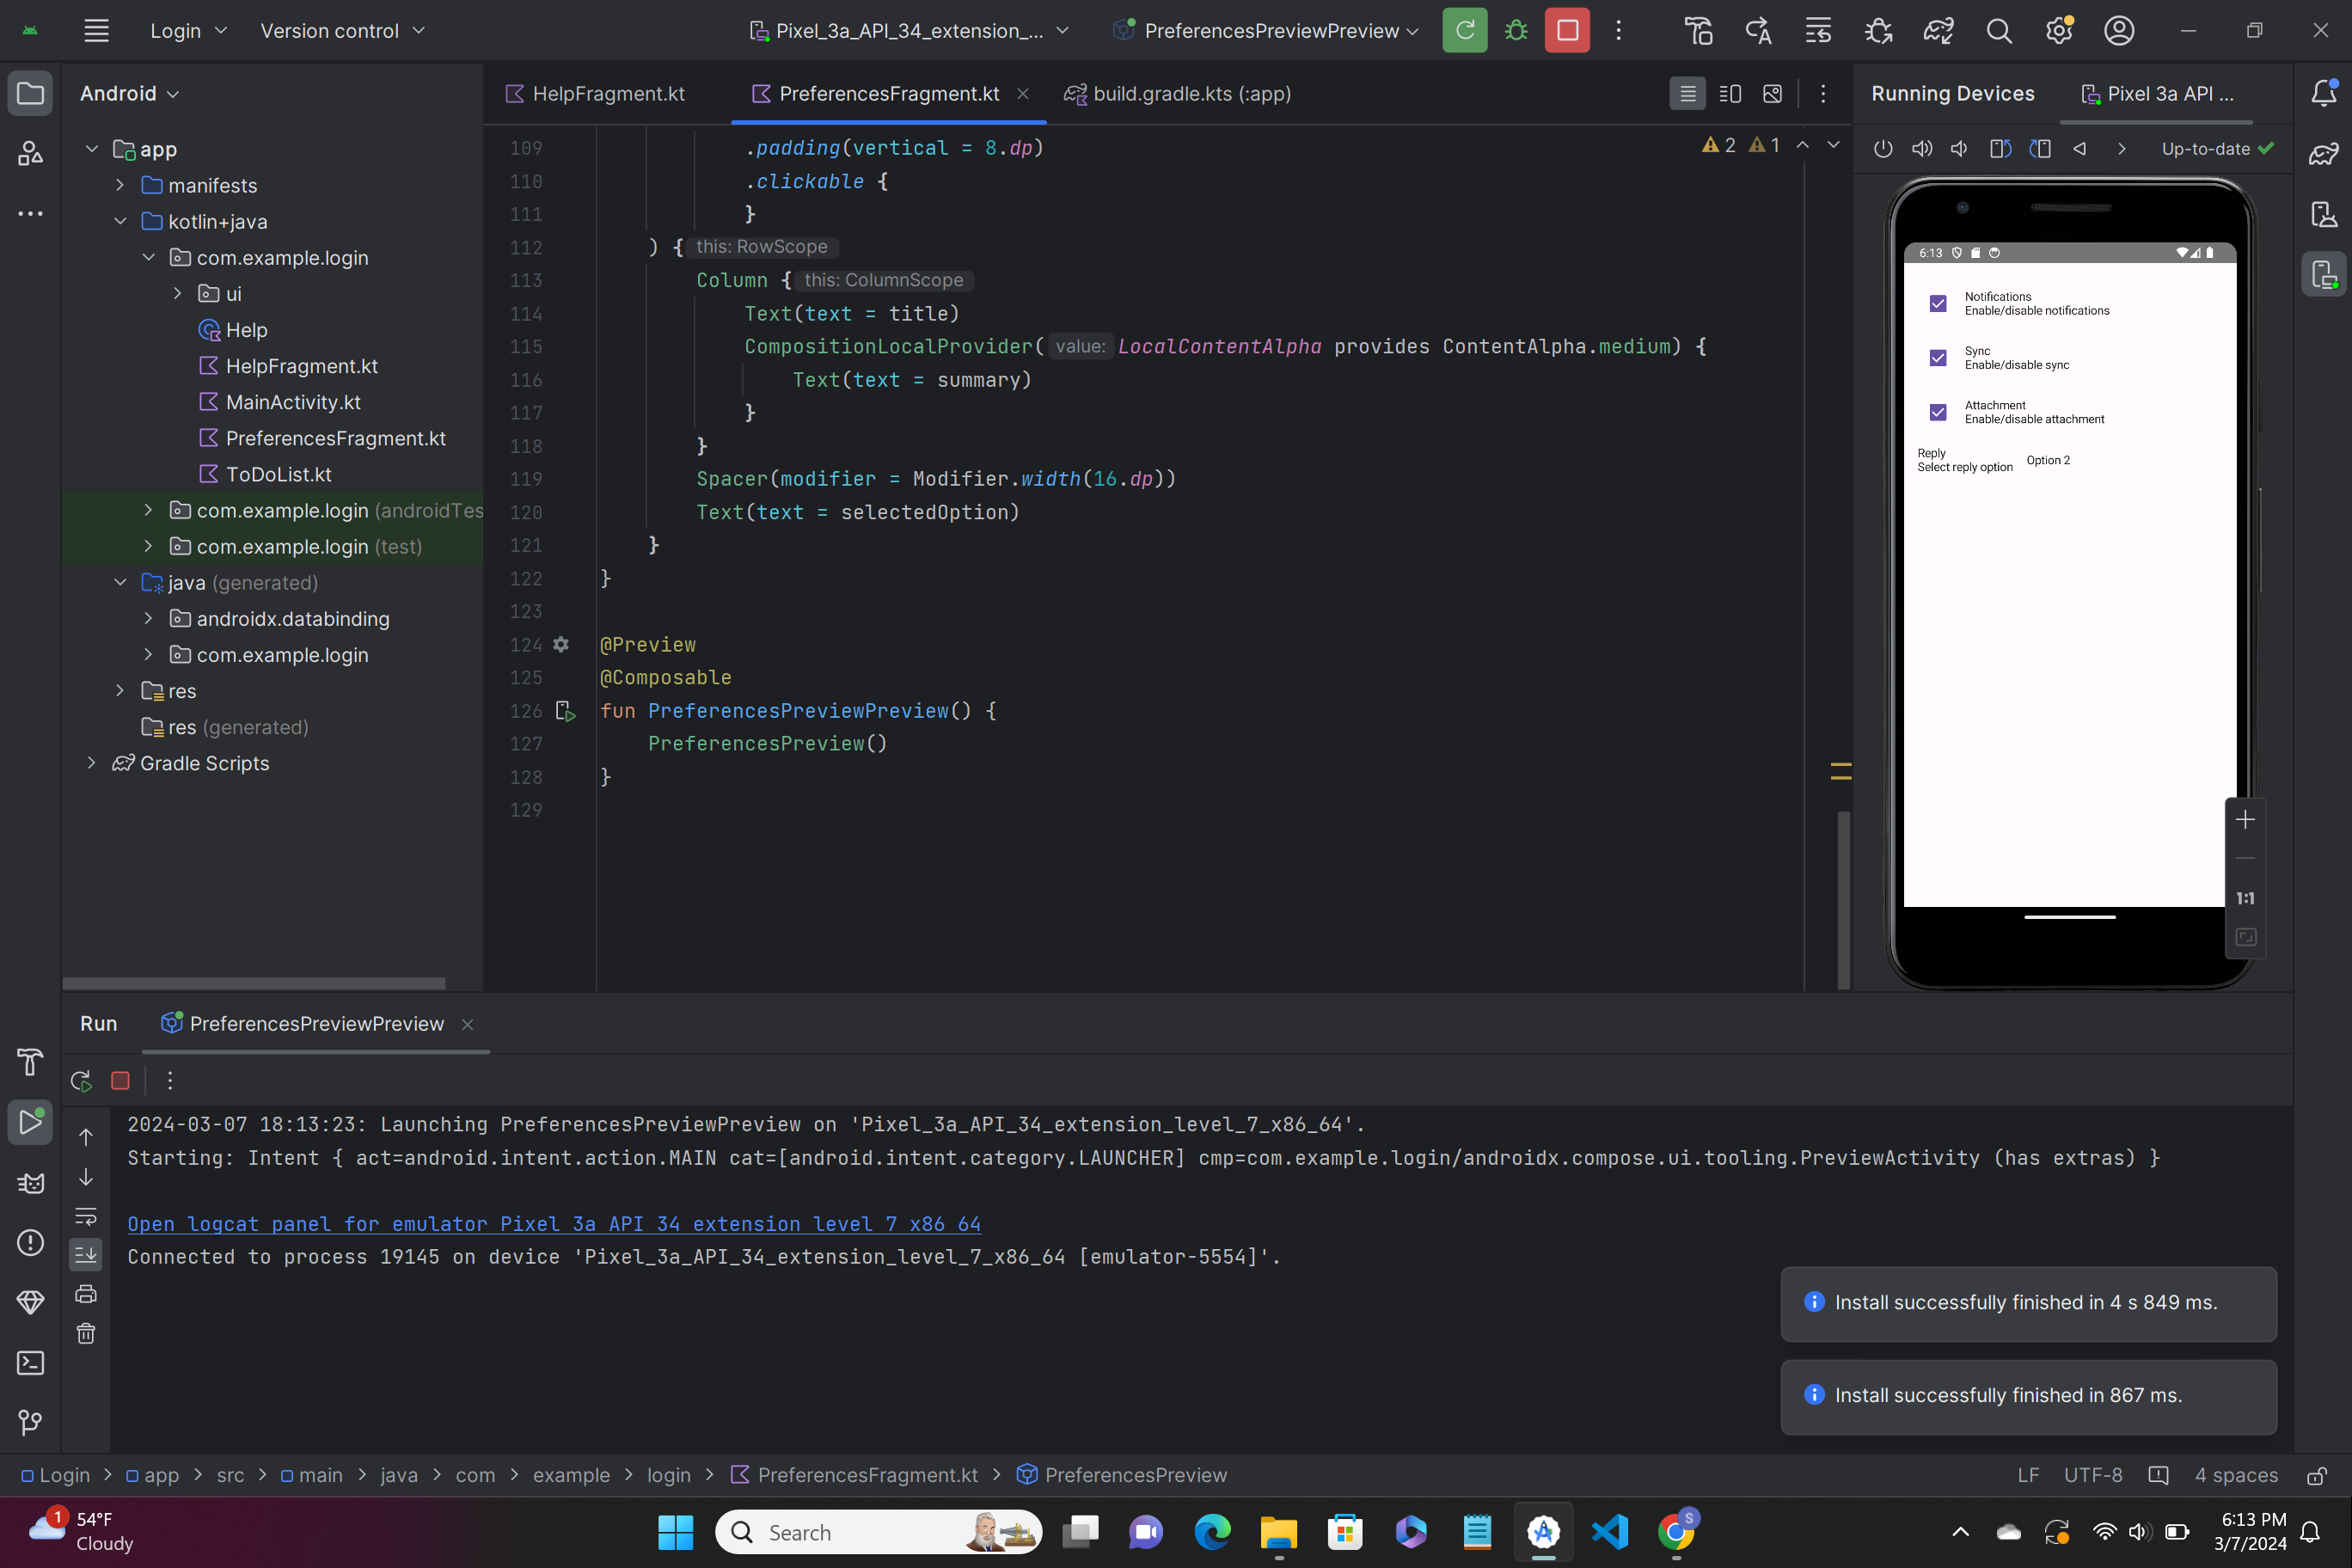 Login
Version control
Pixel_3a_API_34_extension_...
PreferencesPreviewPreview
Android
HelpFragment.kt
PreferencesFragment.kt
build.gradle.kts (:app)
Running Devices
Pixel 3a API ...
app
manifests
kotlin+java
com.example.login
ui
Help
HelpFragment.kt
MainActivity.kt
PreferencesFragment.kt
ToDoList.kt
com.example.login (androidTes
com.example.login (test)
java (generated)
androidx.databinding
com.example.login
res
res (generated)
Gradle Scripts
2 1
109 .padding(vertical = 8.dp)
110 .clickable {
111 }
112 ) { this: RowScope
113 Column { this: ColumnScope
114 Text(text = title)
115 CompositionLocalProvider( value: LocalContentAlpha provides ContentAlpha.medium) {
116 Text(text = summary)
117 }
118 }
119 Spacer(modifier = Modifier.width(16.dp))
120 Text(text = selectedOption)
121 }
122 }
123
124 @Preview
125 @Composable
126 fun PreferencesPreviewPreview() {
127 PreferencesPreview()
128 }
129
Up-to-date
6:13
Notifications
Enable/disable notifications
Sync
Enable/disable sync
Attachment
Enable/disable attachment
Reply
Select reply option
Option 2
1:1
Run
PreferencesPreviewPreview
2024-03-07 18:13:23: Launching PreferencesPreviewPreview on 'Pixel_3a_API_34_extension_level_7_x86_64'.
Starting: Intent { act=android.intent.action.MAIN cat=[android.intent.category.LAUNCHER] cmp=com.example.login/androidx.compose.ui.tooling.PreviewActivity (has extras) }
Open logcat panel for emulator Pixel 3a API 34 extension level 7 x86 64
Connected to process 19145 on device 'Pixel_3a_API_34_extension_level_7_x86_64 [emulator-5554]'.
Install successfully finished in 4 s 849 ms.
Install successfully finished in 867 ms.
Login > app > src > main > java > com > example > login > PreferencesFragment.kt > PreferencesPreview
LF
UTF-8
4 spaces
1
54°F
Cloudy
Search
S
6:13 PM
3/7/2024